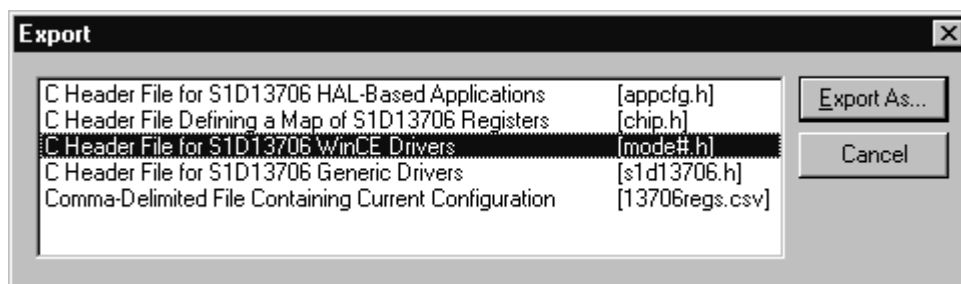 Export
C Header File for S1D13706 HAL-Based Applications [appcfg.h]
C Header File Defining a Map of S1D13706 Registers [chip.h]
C Header File for S1D13706 WinCE Drivers [mode#.h]
C Header File for S1D13706 Generic Drivers [s1d13706.h]
Comma-Delimited File Containing Current Configuration [13706regs.csv]
Export As...
Cancel